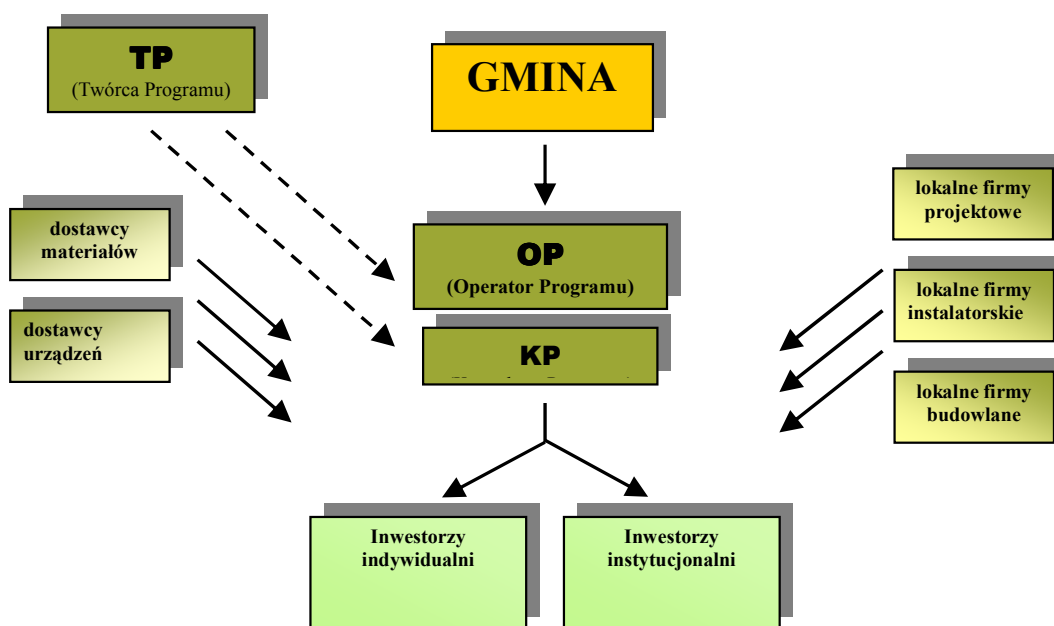 TP
(Twórca Programu)
GMINA
lokalne firmy
projektowe
dostawcy
materiałów
OP
(Operator Programu)
lokalne firmy
instalatorskie
dostawcy
urządzeń
KP
lokalne firmy
budowlane
Inwestorzy
indywidualni
Inwestorzy
instytucjonalni